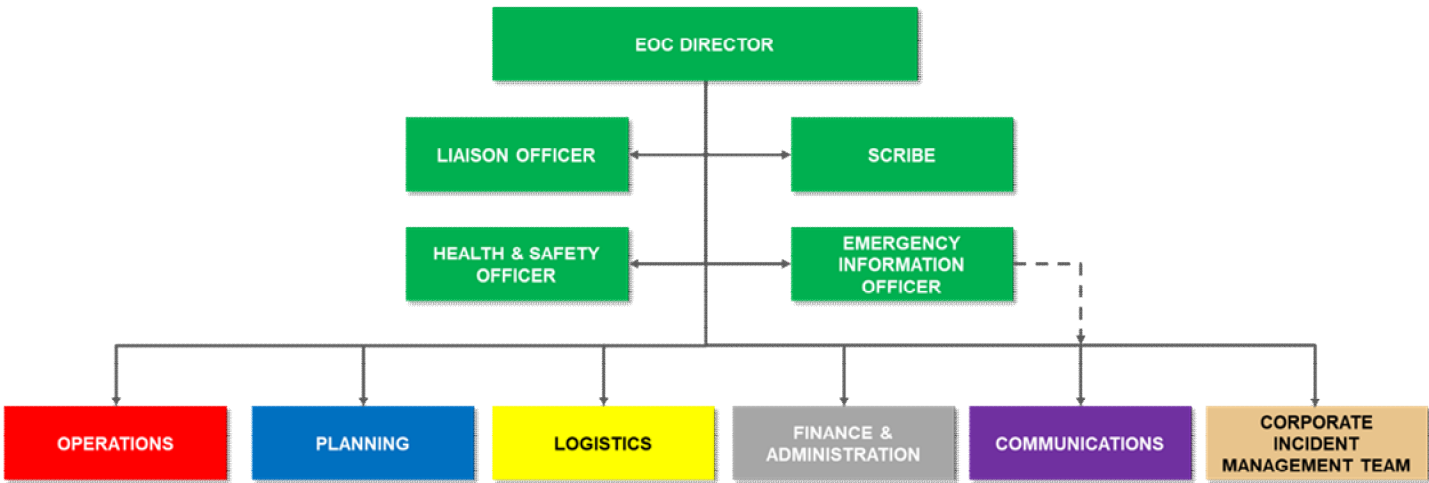 EOC DIRECTOR
LIAISON OFFICER
SCRIBE
HEALTH & SAFETY
OFFICER
EMERGENCY
INFORMATION
OFFICER
OPERATIONS
PLANNING
LOGISTICS
FINANCE &
ADMINISTRATION
COMMUNICATIONS
CORPORATE
INCIDENT
MANAGEMENT TEAM